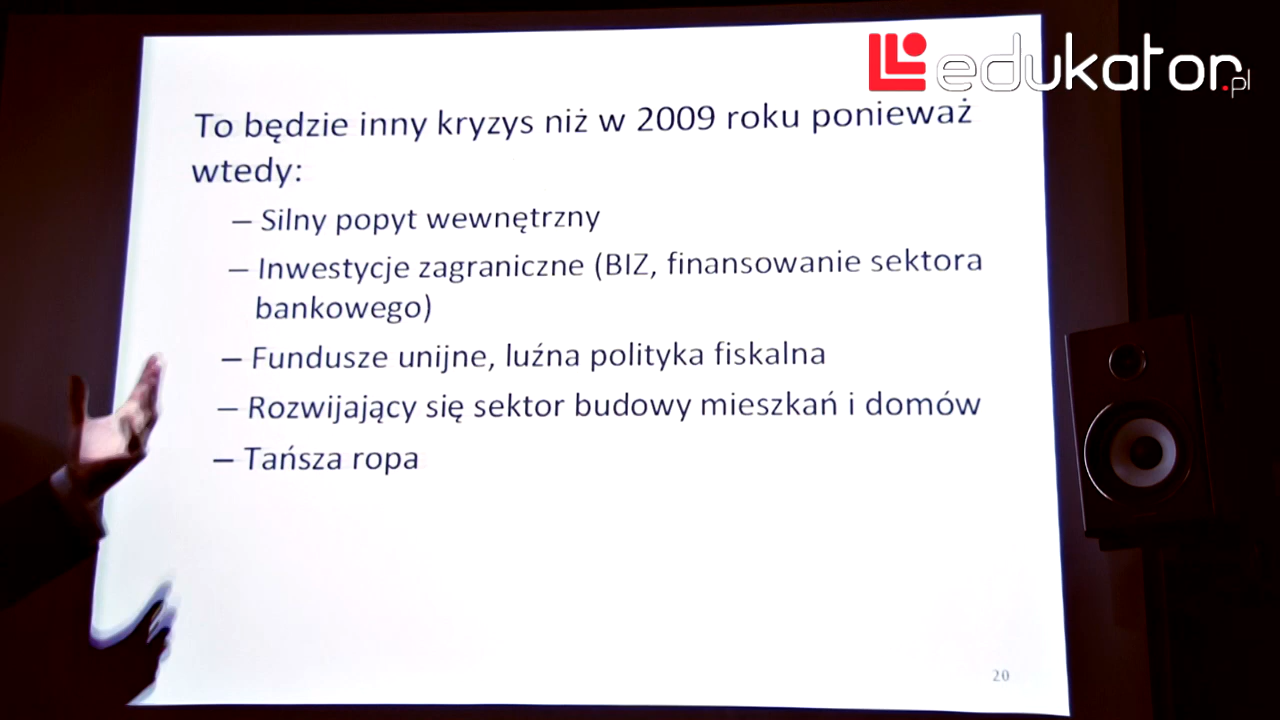 edukator.pl
To będzie inny kryzys niż w 2009 roku ponieważ
wtedy:
– Silny popyt wewnętrzny
– Inwestycje zagraniczne (BIZ, finansowanie sektora
bankowego)
– Fundusze unijne, luźna polityka fiskalna
– Rozwijający się sektor budowy mieszkań i domów
– Tańsza ropa
20